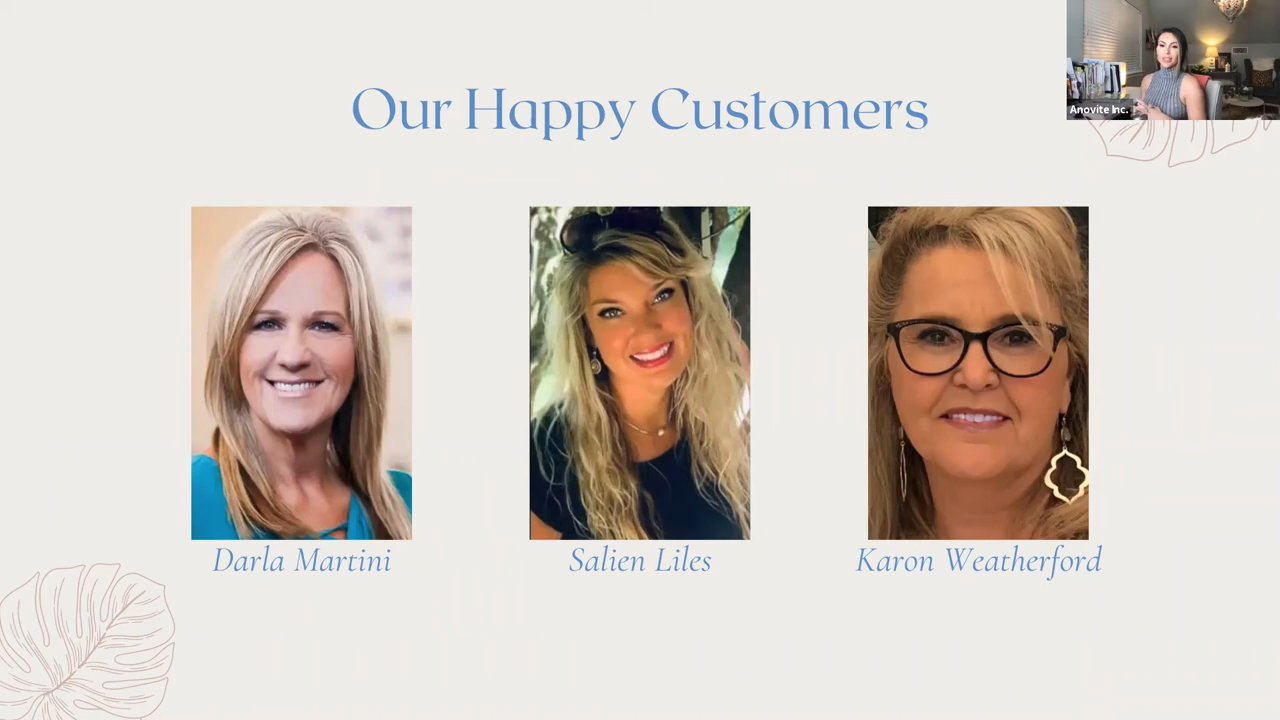 Our Happy Customers
Anovite Inc.
Darla Martini
Salien Liles
Karon Weatherford